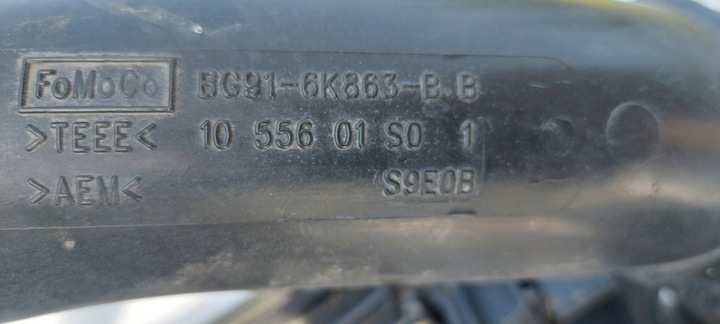 FoMoCo BG91-6K863-B.B
>TEEE< 10 556 01 S0 1
>AEM< S9E0B